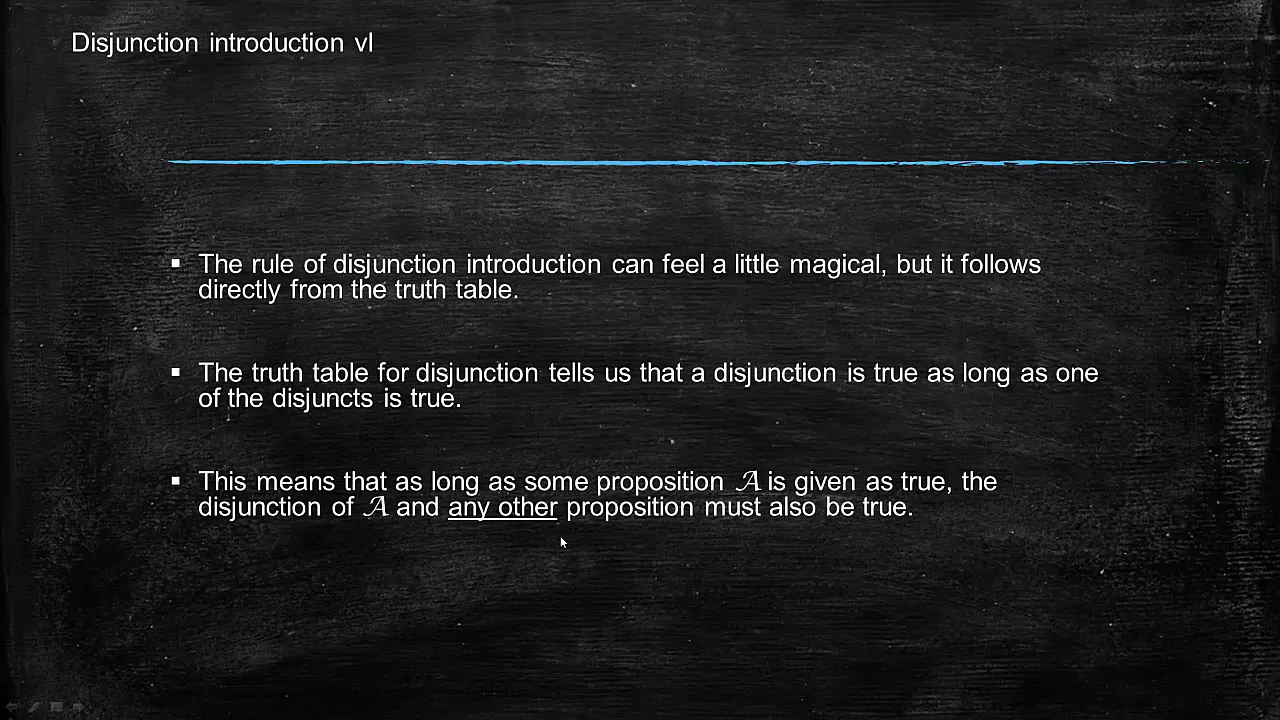 Disjunction introduction vI
▪ The rule of disjunction introduction can feel a little magical, but it follows
directly from the truth table.
▪ The truth table for disjunction tells us that a disjunction is true as long as one
of the disjuncts is true.
▪ This means that as long as some proposition 𝒜 is given as true, the
disjunction of 𝒜 and any other proposition must also be true.